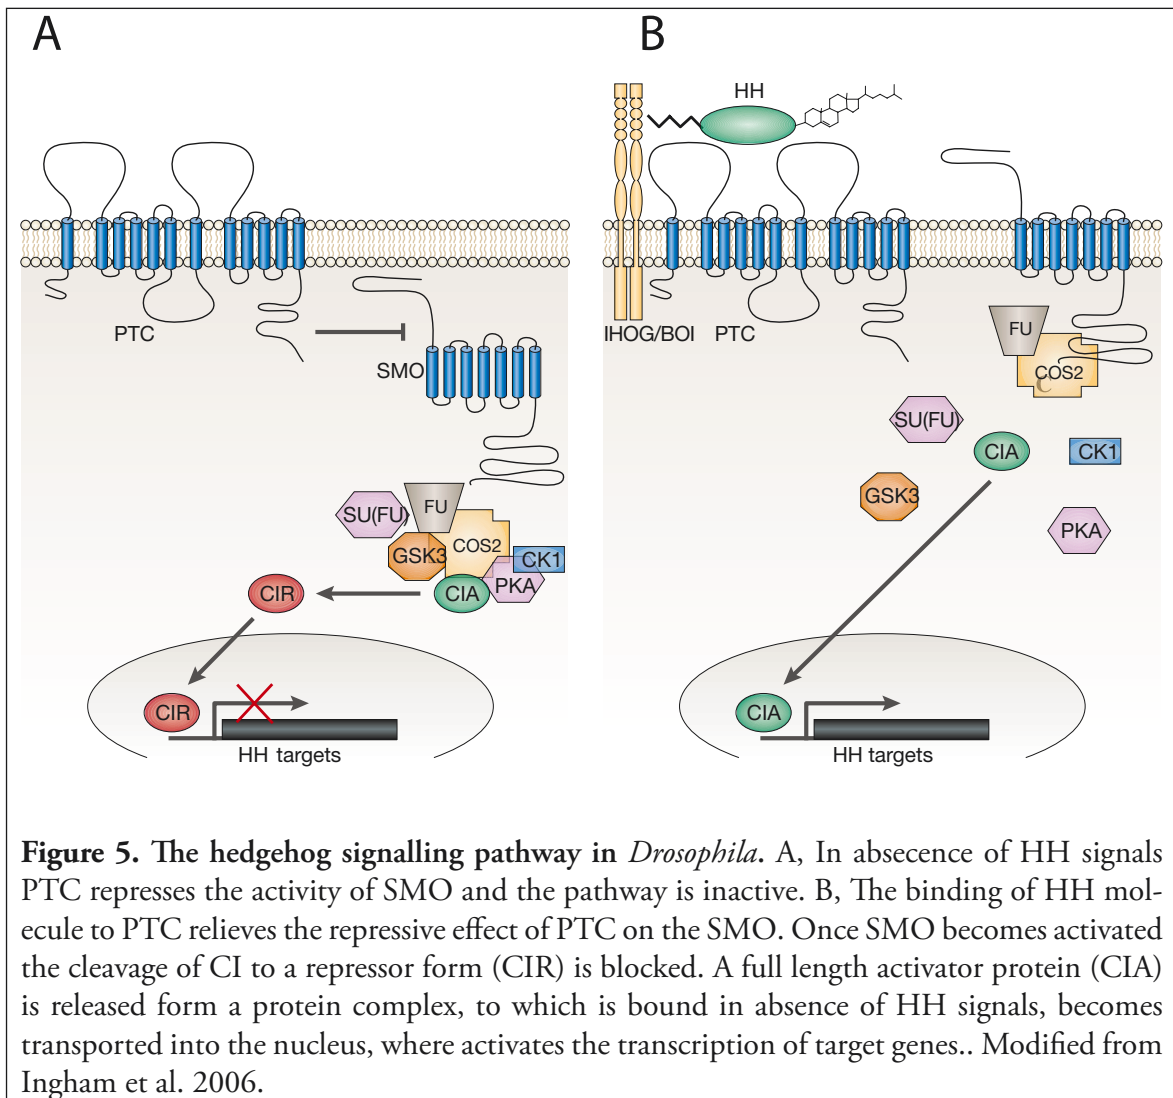 A
B
HH
PTC
SMO
SU(FU)
FU
GSK3
COS2
CK1
PKA
CIA
CIR
CIR
HH targets
IHOG/BOI
PTC
FU
COS2
C
SU(FU)
CIA
CK1
GSK3
PKA
CIA
HH targets
Figure 5. The hedgehog signalling pathway in Drosophila. A, In absecence of HH signals
PTC represses the activity of SMO and the pathway is inactive. B, The binding of HH mol-
ecule to PTC relieves the repressive effect of PTC on the SMO. Once SMO becomes activated
the cleavage of CI to a repressor form (CIR) is blocked. A full length activator protein (CIA)
is released form a protein complex, to which is bound in absence of HH signals, becomes
transported into the nucleus, where activates the transcription of target genes.. Modified from
Ingham et al. 2006.